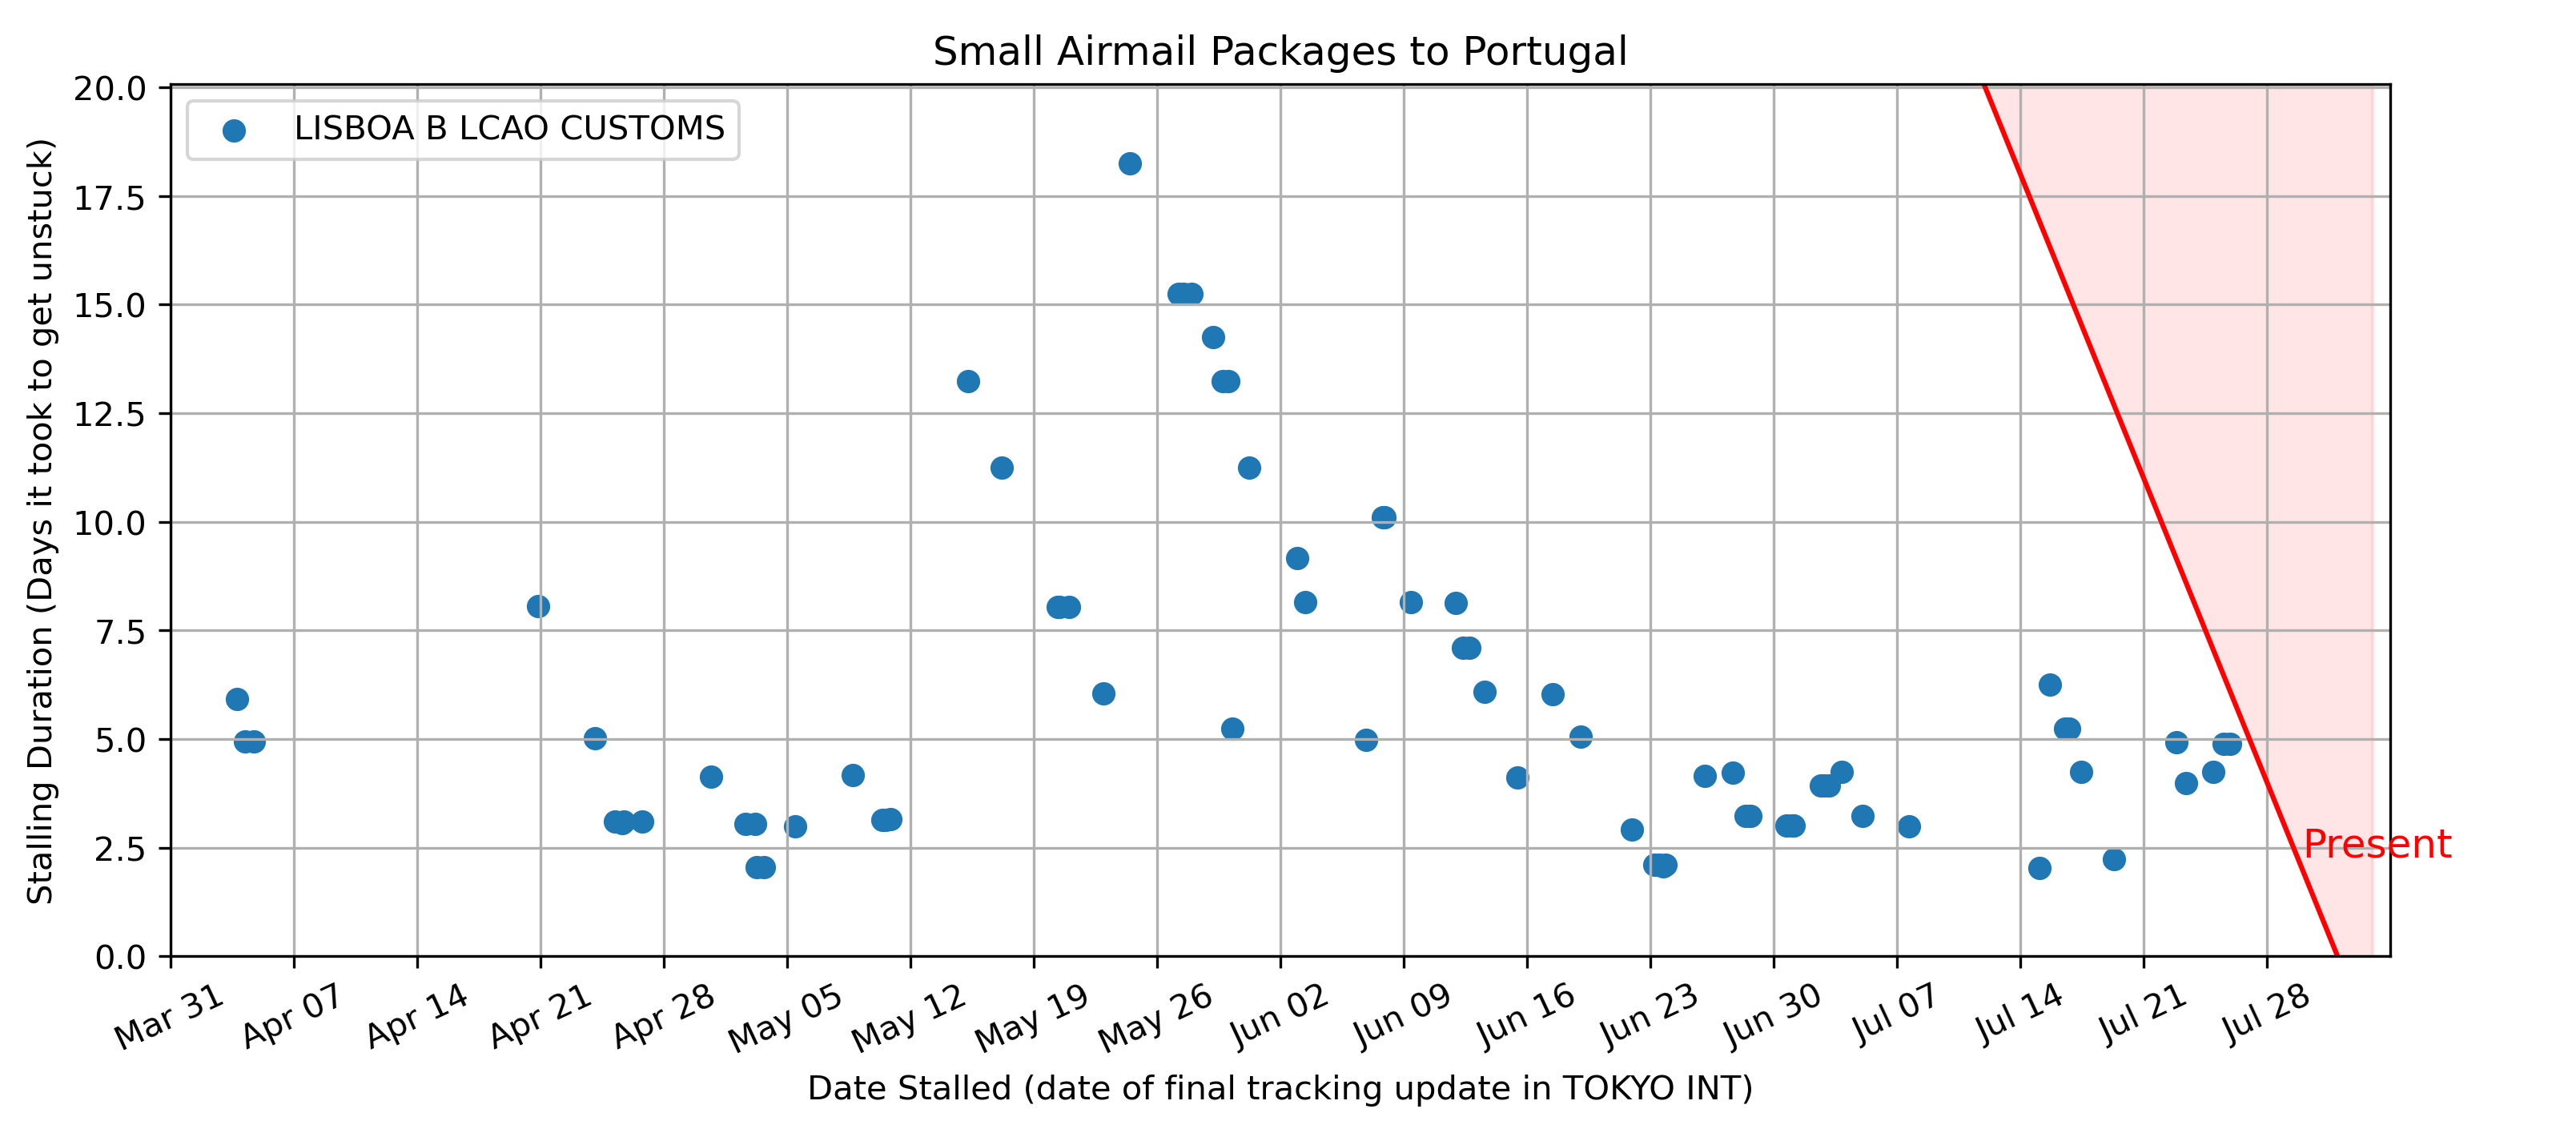 Small Airmail Packages to Portugal
LISBOA B LCAO CUSTOMS
Stalling Duration (Days it took to get unstuck)
20.0
17.5
15.0
12.5
10.0
7.5
5.0
2.5
0.0
Present
Mar 31
Apr 07
Apr 14
Apr 21
Apr 28
May 05
May 12
May 19
May 26
Jun 02
Jun 09
Jun 16
Jun 23
Jun 30
Jul 07
Jul 14
Jul 21
Jul 28
Date Stalled (date of final tracking update in TOKYO INT)